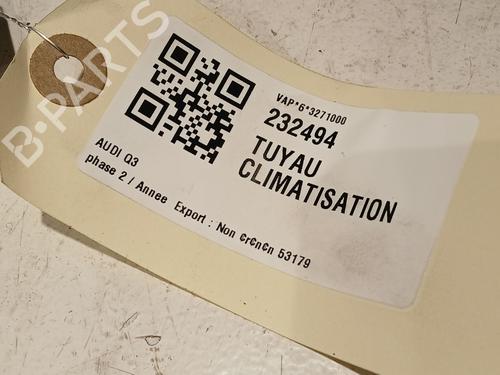 VAP*6*3271000
232494
TUYAU
CLIMATISATION
AUDI Q3
phase 2 / Annee Export : Non ¢r¢n¢n 53179
B-PARTS